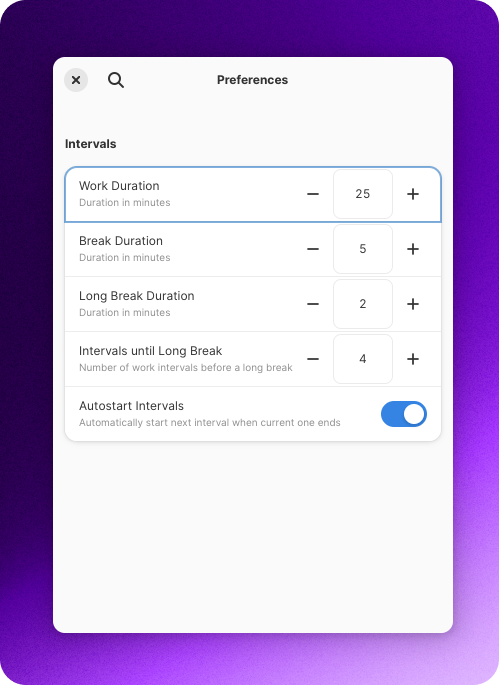 Preferences
Intervals
Work Duration
Duration in minutes
25
Break Duration
Duration in minutes
5
Long Break Duration
Duration in minutes
2
Intervals until Long Break
Number of work intervals before a long break
4
Autostart Intervals
Automatically start next interval when current one ends